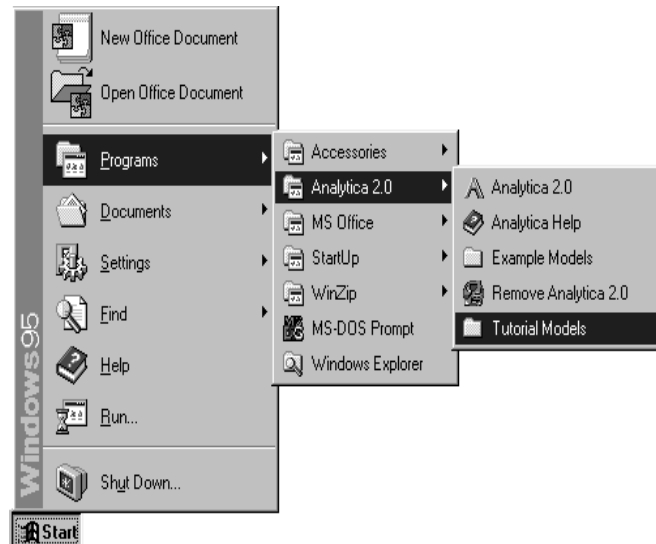 New Office Document
Open Office Document
Programs
Documents
Settings
Find
Help
Run...
Shut Down...
Windows95
Start
Accessories
Analytica 2.0
MS Office
StartUp
WinZip
MS-DOS Prompt
Windows Explorer
Analytica 2.0
Analytica Help
Example Models
Remove Analytica 2.0
Tutorial Models